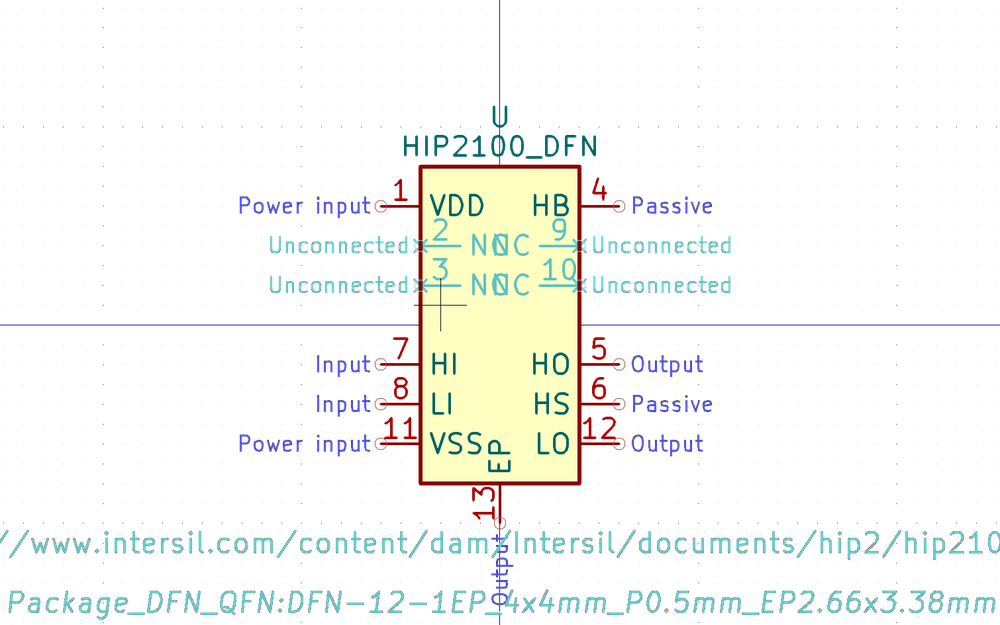 U
HIP2100_DFN
Power input 1 VDD HB 4 Passive
Unconnected 2 NC NC 9 Unconnected
Unconnected 3 NC NC 10 Unconnected
Input 7 HI HO 5 Output
Input 8 LI HS 6 Passive
Power input 11 VSS LO 12 Output
EP
13
Output
//www.intersil.com/content/dam/Intersil/documents/hip2/hip210
Package_DFN_QFN:DFN-12-1EP_4x4mm_P0.5mm_EP2.66x3.38mm